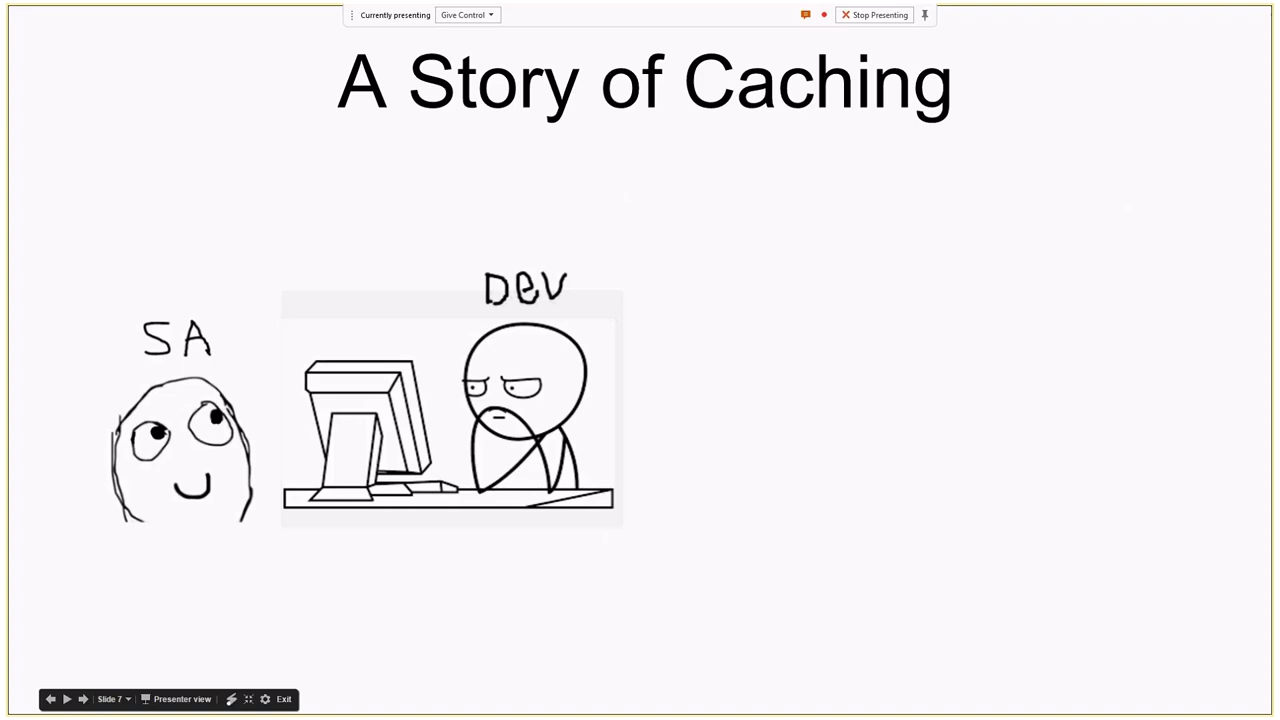 Currently presenting
Give Control
Stop Presenting
A Story of Caching
DeV
SA
Slide 7
Presenter view
Exit